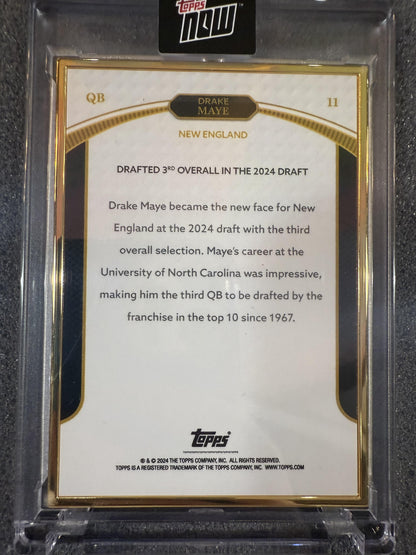 TOPPS
NOW™
QB
DRAKE
MAYE
11
NEW ENGLAND
DRAFTED 3RD OVERALL IN THE 2024 DRAFT
Drake Maye became the new face for New
England at the 2024 draft with the third
overall selection. Maye's career at the
University of North Carolina was impressive,
making him the third QB to be drafted by the
franchise in the top 10 since 1967.
Topps®
® & © 2024 THE TOPPS COMPANY, INC. ALL RIGHTS RESERVED.
TOPPS IS A REGISTERED TRADEMARK OF THE TOPPS COMPANY, INC. WWW.TOPPS.COM